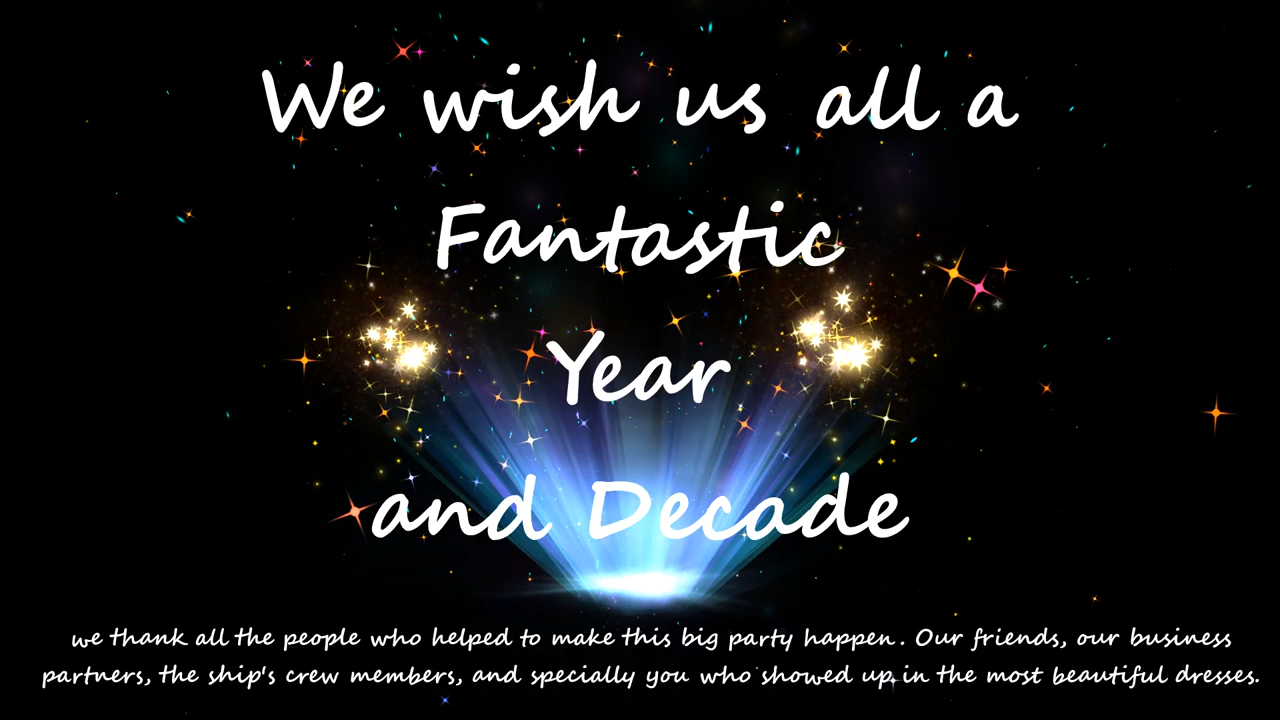 We wish us all a
Fantastic
Year
and Decade
we thank all the people who helped to make this big party happen. Our friends, our business
partners, the ship's crew members, and specially you who showed up in the most beautiful dresses.